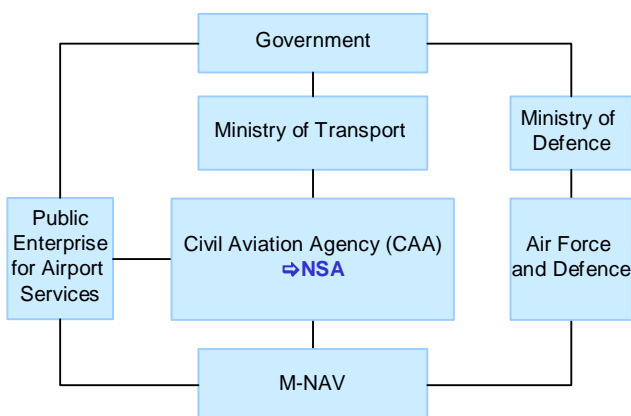 Government
Ministry of Transport
Ministry of
Defence
Public
Enterprise
for Airport
Services
Civil Aviation Agency (CAA)
⇨NSA
Air Force
and Defence
M-NAV